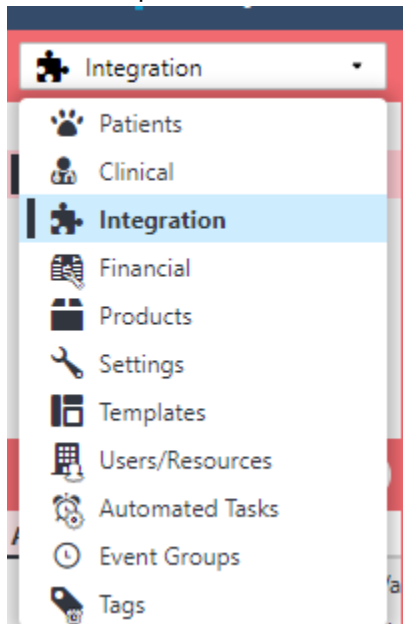 Integration
Patients
Clinical
Integration
Financial
Products
Settings
Templates
Users/Resources
Automated Tasks
Event Groups
Tags